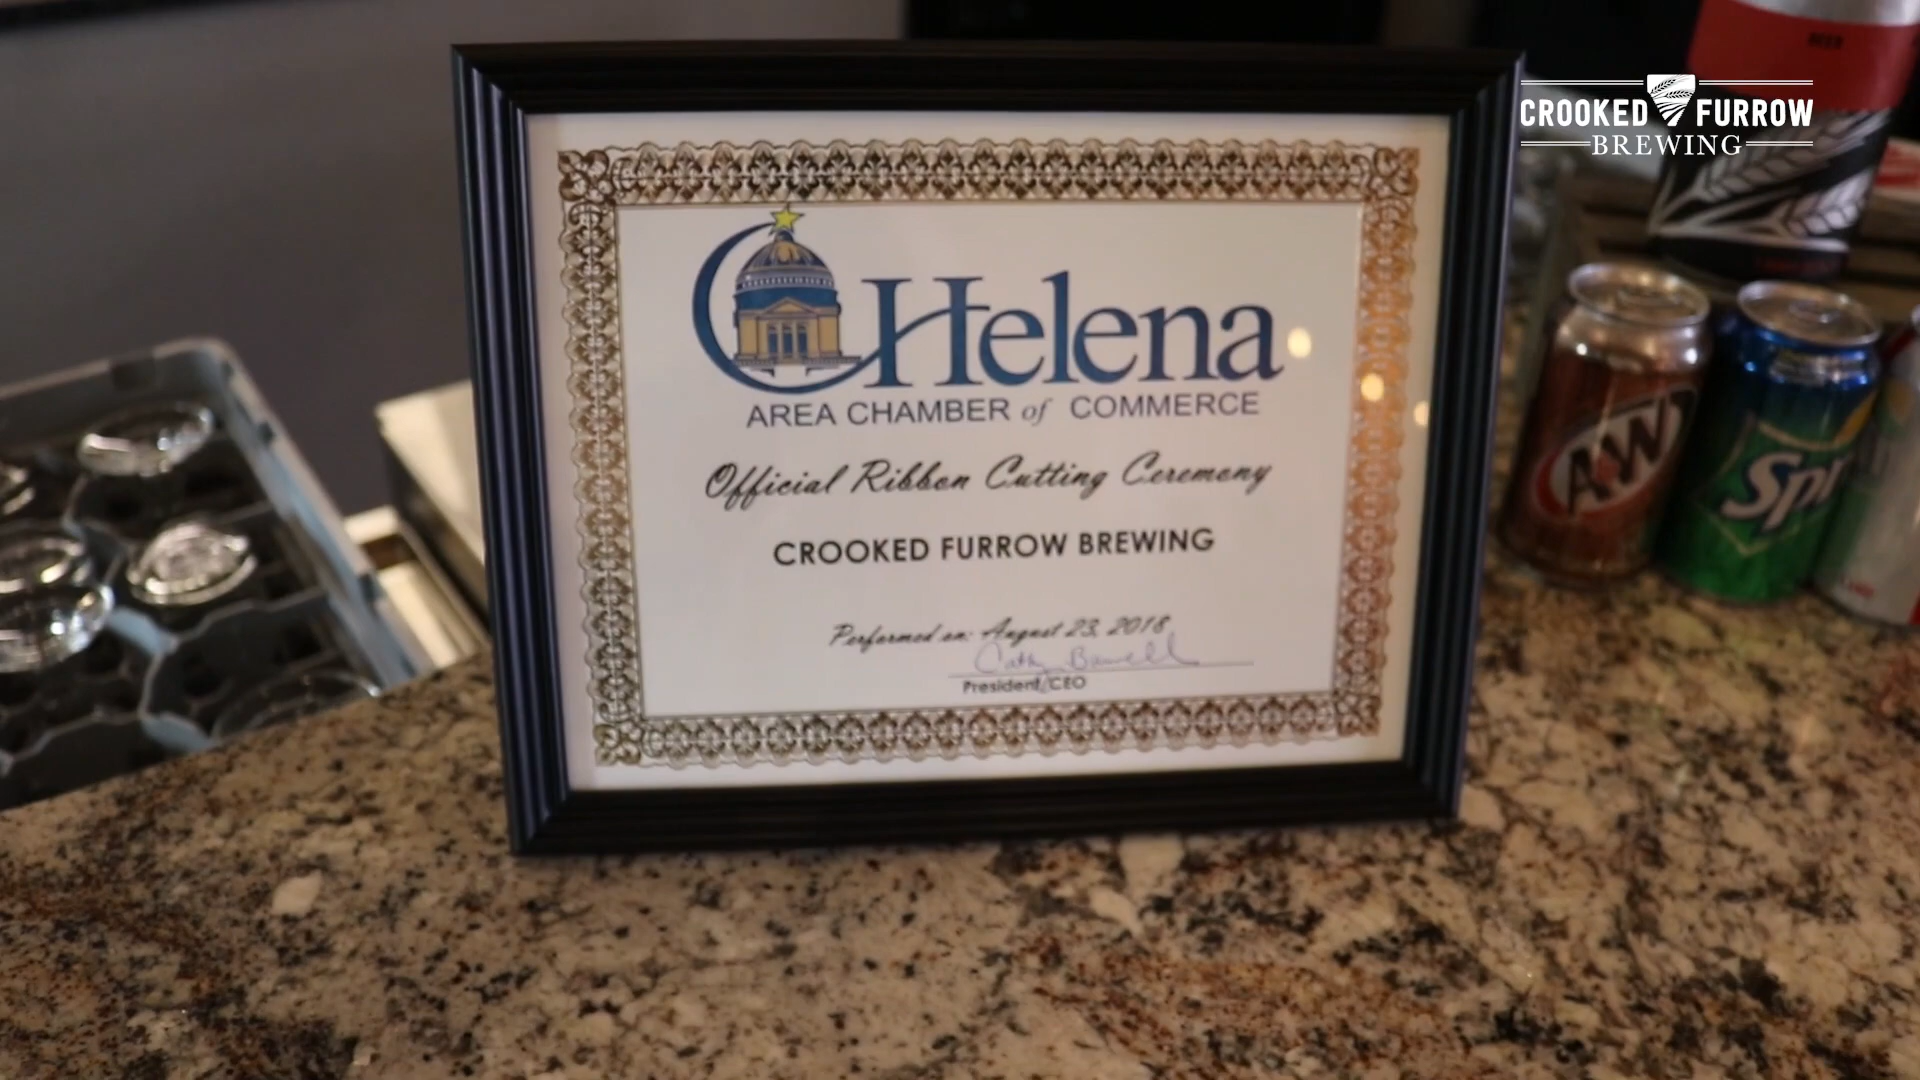 CROOKED FURROW
BREWING
BEER
Helena
AREA CHAMBER of COMMERCE
Official Ribbon Cutting Ceremony
CROOKED FURROW BREWING
Performed on: August 23, 2018
President/CEO
A&W